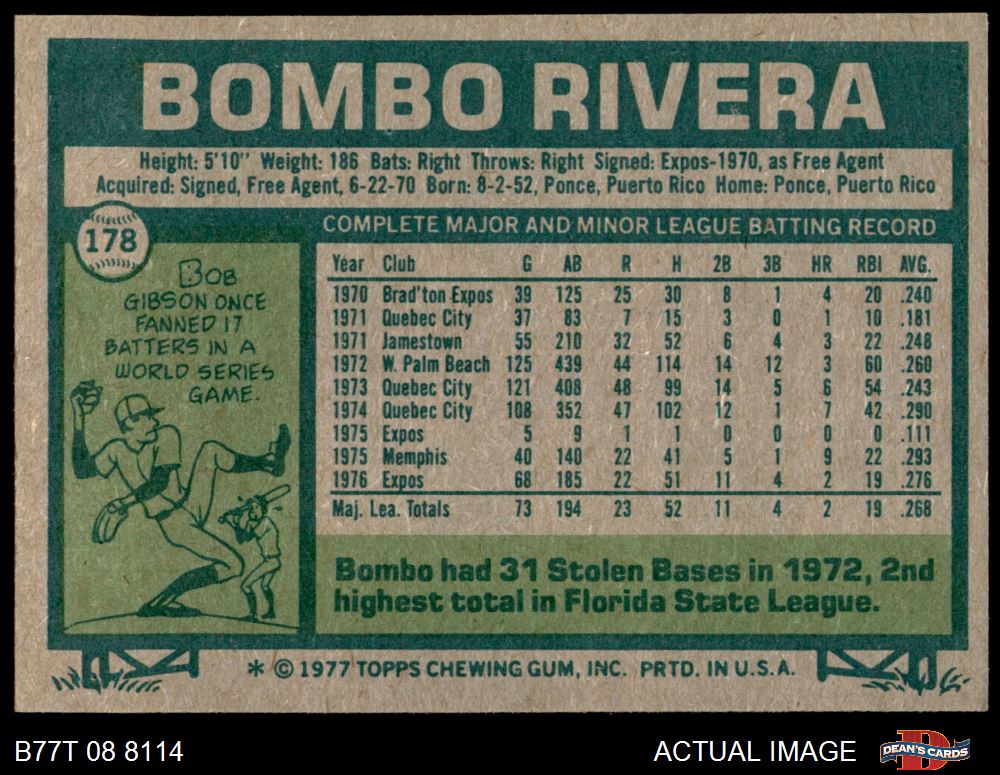 BOMBO RIVERA
Height: 5'10" Weight: 186 Bats: Right Throws: Right Signed: Expos-1970, as Free Agent
Acquired: Signed, Free Agent, 6-22-70 Born: 8-2-52, Ponce, Puerto Rico Home: Ponce, Puerto Rico
178
BOB
GIBSON ONCE
FANNED 17
BATTERS IN A
WORLD SERIES
GAME.
COMPLETE MAJOR AND MINOR LEAGUE BATTING RECORD
Year Club G AB R H 2B 3B HR RBI AVG.
1970 Brad'ton Expos 39 125 25 30 8 1 4 20 .240
1971 Quebec City 37 83 7 15 3 0 1 10 .181
1971 Jamestown 55 210 32 52 6 4 3 22 .248
1972 W. Palm Beach 125 439 44 114 14 12 3 60 .260
1973 Quebec City 121 408 48 99 14 5 6 54 .243
1974 Quebec City 108 352 47 102 12 1 7 42 .290
1975 Expos 5 9 1 1 0 0 0 0 .111
1975 Memphis 40 140 22 41 5 1 9 22 .293
1976 Expos 68 185 22 51 11 4 2 19 .276
Maj. Lea. Totals 73 194 23 52 11 4 2 19 .268
Bombo had 31 Stolen Bases in 1972, 2nd
highest total in Florida State League.
* © 1977 TOPPS CHEWING GUM, INC. PRTD. IN U.S.A.
B77T 08 8114
ACTUAL IMAGE
D
DEAN'S CARDS